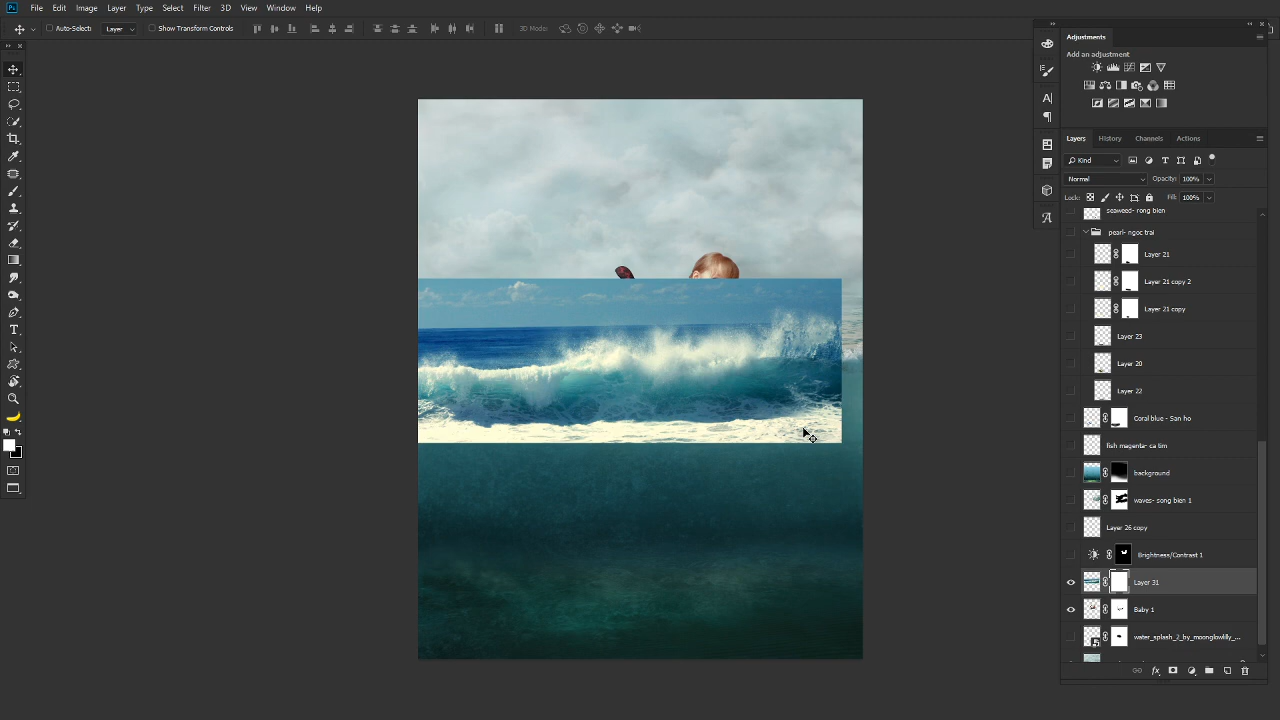 Ps File Edit Image Layer Type Select Filter 3D View Window Help
Auto-Select: Layer Show Transform Controls 3D Mode:
Adjustments
Add an adjustment
Layers History Channels Actions
Kind
Normal Opacity: 100%
Lock: Fill: 100%
seaweed- rong bien
pearl- ngoc trai
Layer 21
Layer 21 copy 2
Layer 21 copy
Layer 23
Layer 20
Layer 22
Coral blue - San ho
fish magenta- ca tim
background
waves- song bien 1
Layer 26 copy
Brightness/Contrast 1
Layer 31
Baby 1
water_splash_2_by_moonglowlilly_...